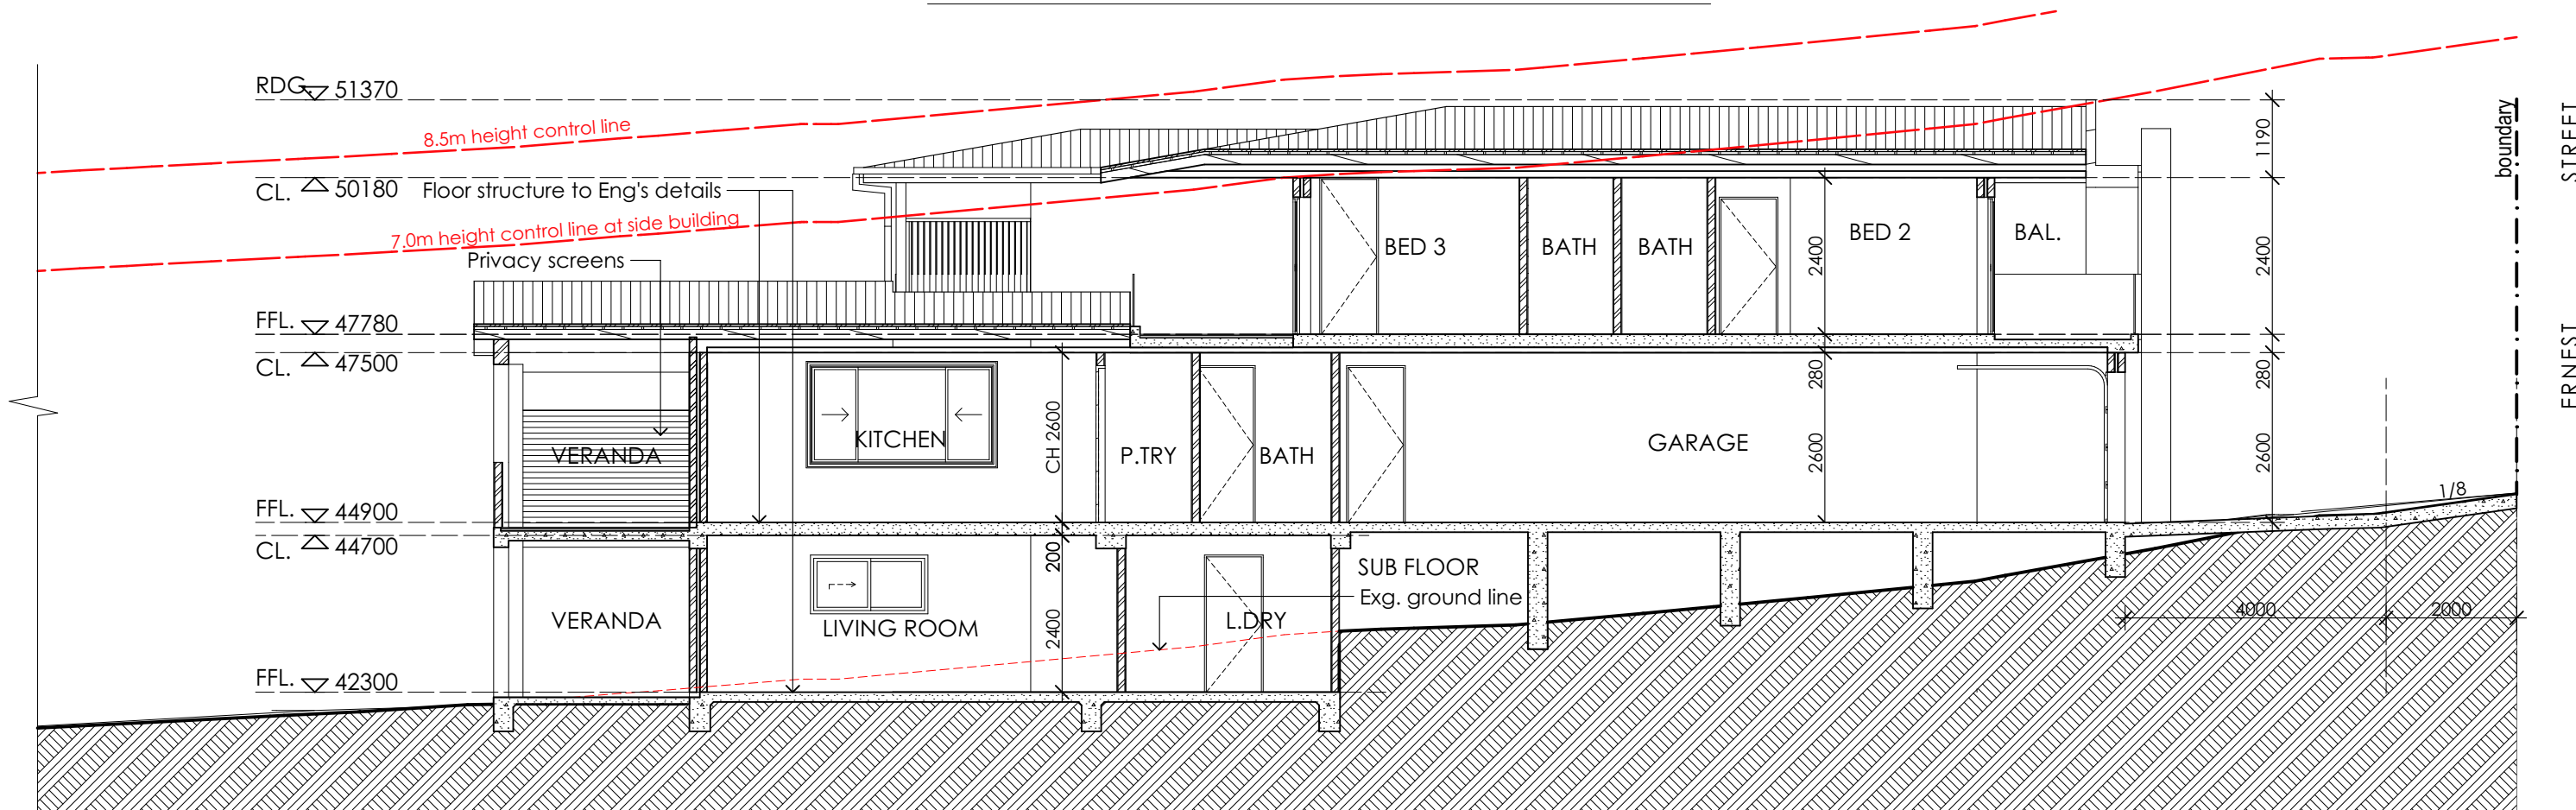 RDG. 51370
8.5m height control line
CL. 50180
Floor structure to Eng's details
7.0m height control line at side building
Privacy screens
FFL. 47780
CL. 47500
FFL. 44900
CL. 44700
FFL. 42300
BED 3
BATH
BATH
BED 2
BAL.
2400
1190
2400
280
2600
280
2600
VERANDA
KITCHEN
CH 2600
P.TRY
BATH
GARAGE
1/8
VERANDA
LIVING ROOM
200
2400
L.DRY
SUB FLOOR
Exg. ground line
4000
2000
boundary
ERNEST STREET